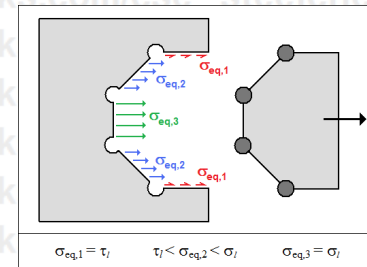 σeq,1
σeq,2
σeq,3
σeq,2
σeq,1
σeq,1 = τl    τl < σeq,2 < σl    σeq,3 = σl